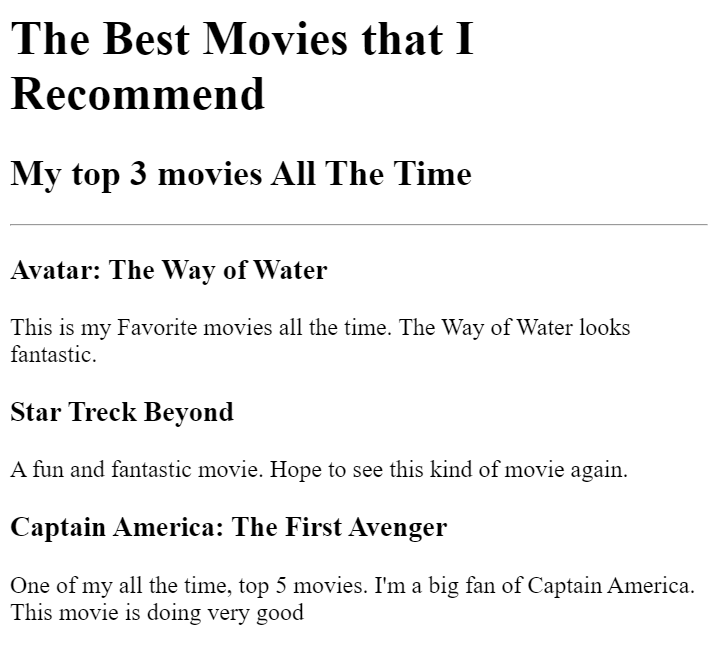 The Best Movies that I
Recommend
My top 3 movies All The Time
Avatar: The Way of Water
This is my Favorite movies all the time. The Way of Water looks
fantastic.
Star Treck Beyond
A fun and fantastic movie. Hope to see this kind of movie again.
Captain America: The First Avenger
One of my all the time, top 5 movies. I'm a big fan of Captain America.
This movie is doing very good